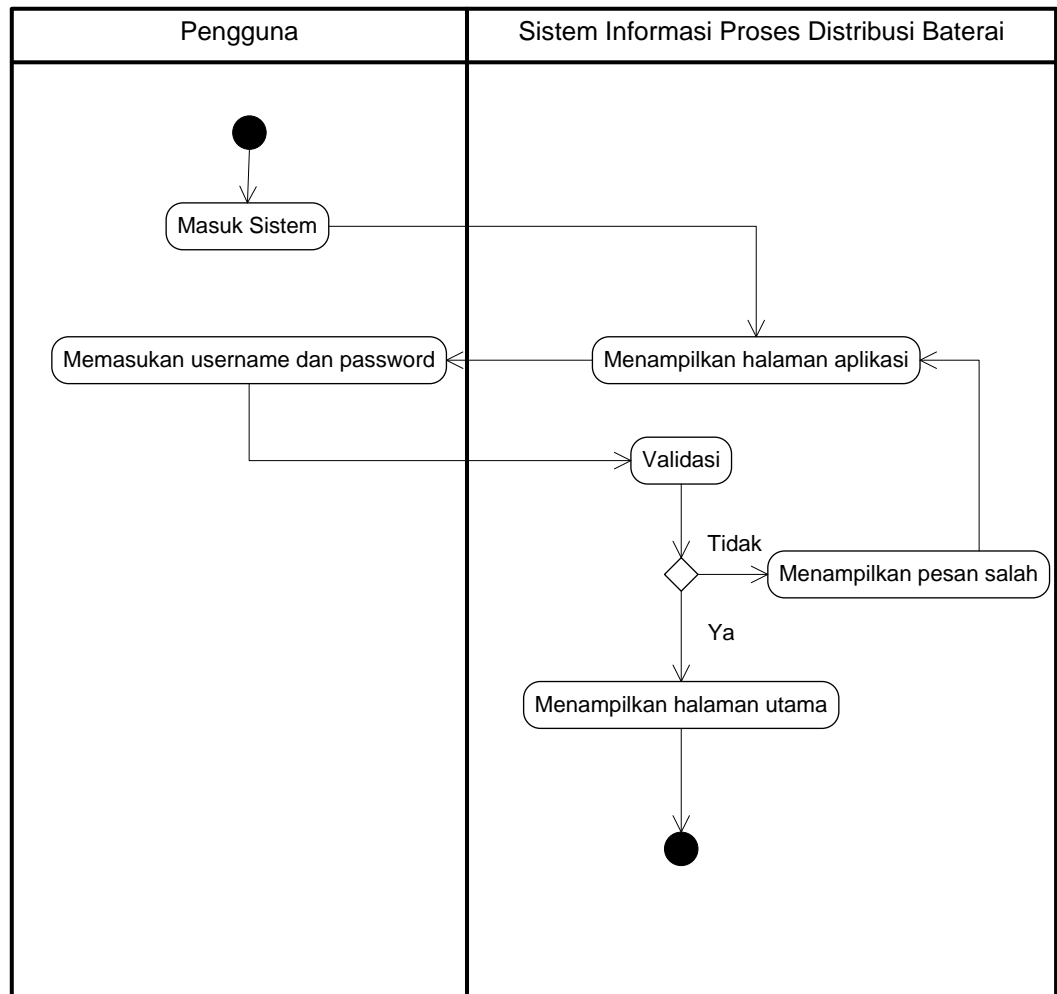 Pengguna
Sistem Informasi Proses Distribusi Baterai
Masuk Sistem
Memasukan username dan password
Menampilkan halaman aplikasi
Validasi
Tidak
Menampilkan pesan salah
Ya
Menampilkan halaman utama